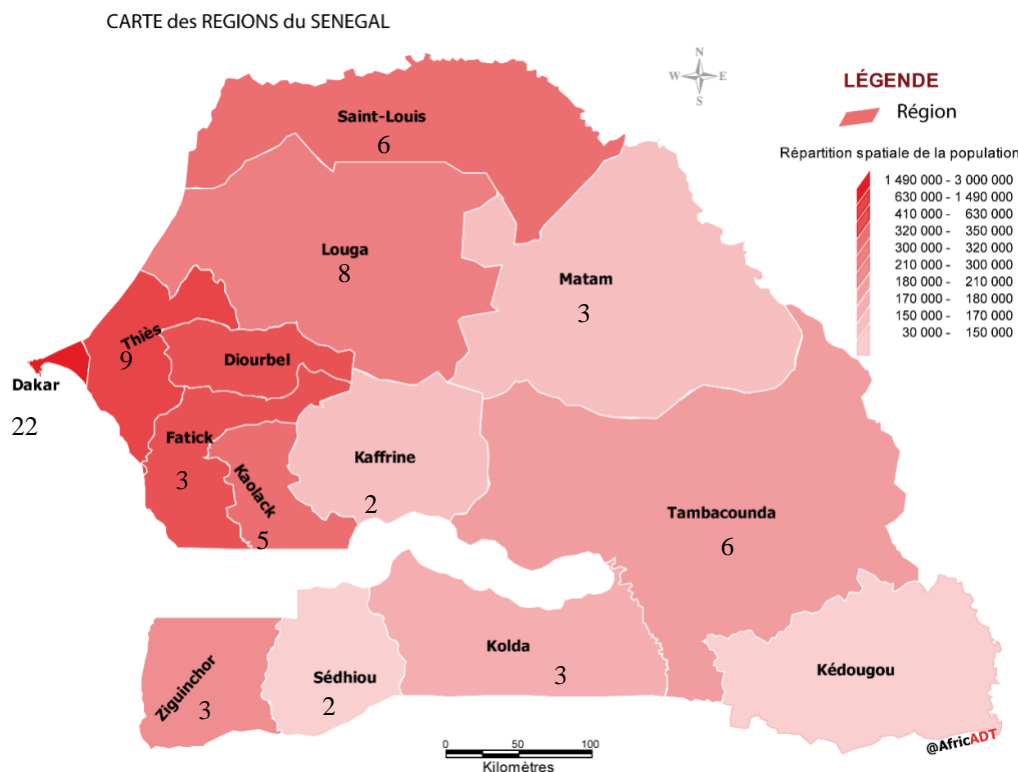 CARTE des REGIONS du SENEGAL
N
W E
S
LÉGENDE
Région
Répartition spatiale de la population
1 490 000 - 3 000 000
630 000 - 1 490 000
410 000 - 630 000
320 000 - 350 000
300 000 - 320 000
210 000 - 300 000
180 000 - 210 000
170 000 - 180 000
150 000 - 170 000
30 000 - 150 000
Saint-Louis
6
Louga
8
Matam
3
Thiès
9
Diourbel
Dakar
22
Fatick
3
Kaolack
5
Kaffrine
2
Tambacounda
6
Ziguinchor
3
Sédhiou
2
Kolda
3
Kédougou
@AfricADT
0 50 100
Kilomètres